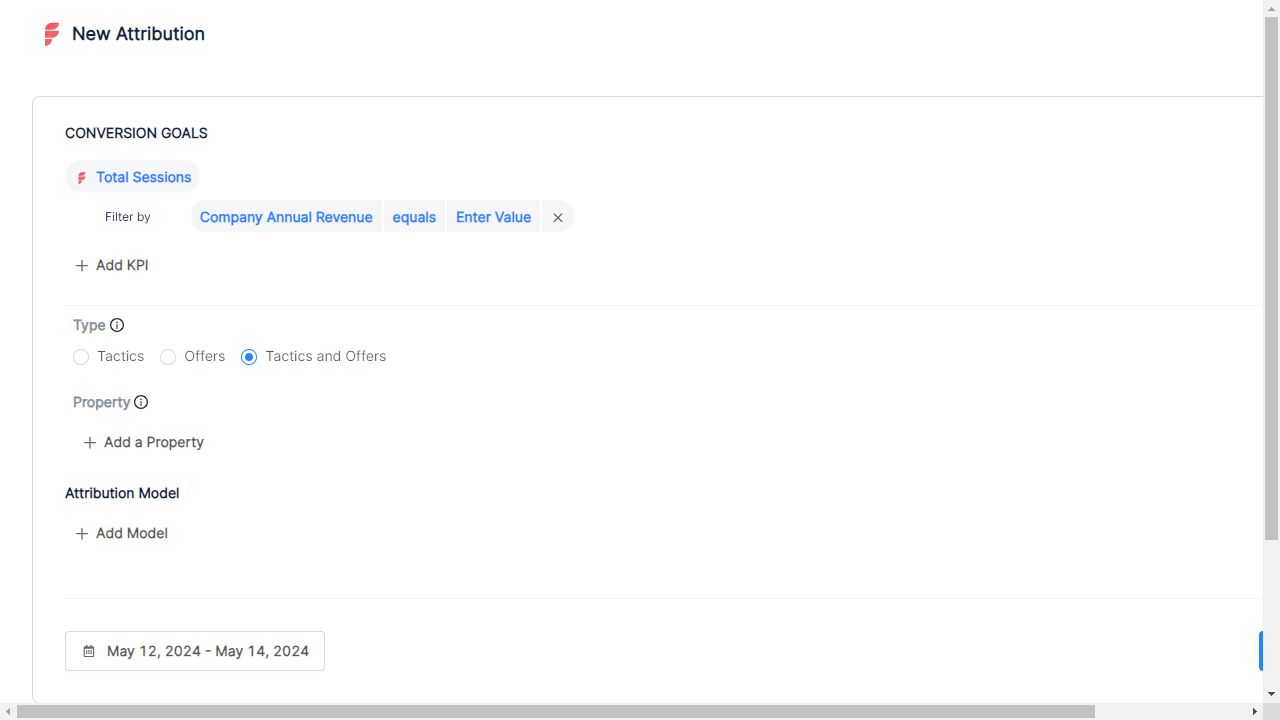 New Attribution
CONVERSION GOALS
Total Sessions
Filter by Company Annual Revenue equals Enter Value
Add KPI
Type
Tactics Offers Tactics and Offers
Property
Add a Property
Attribution Model
Add Model
May 12, 2024 - May 14, 2024